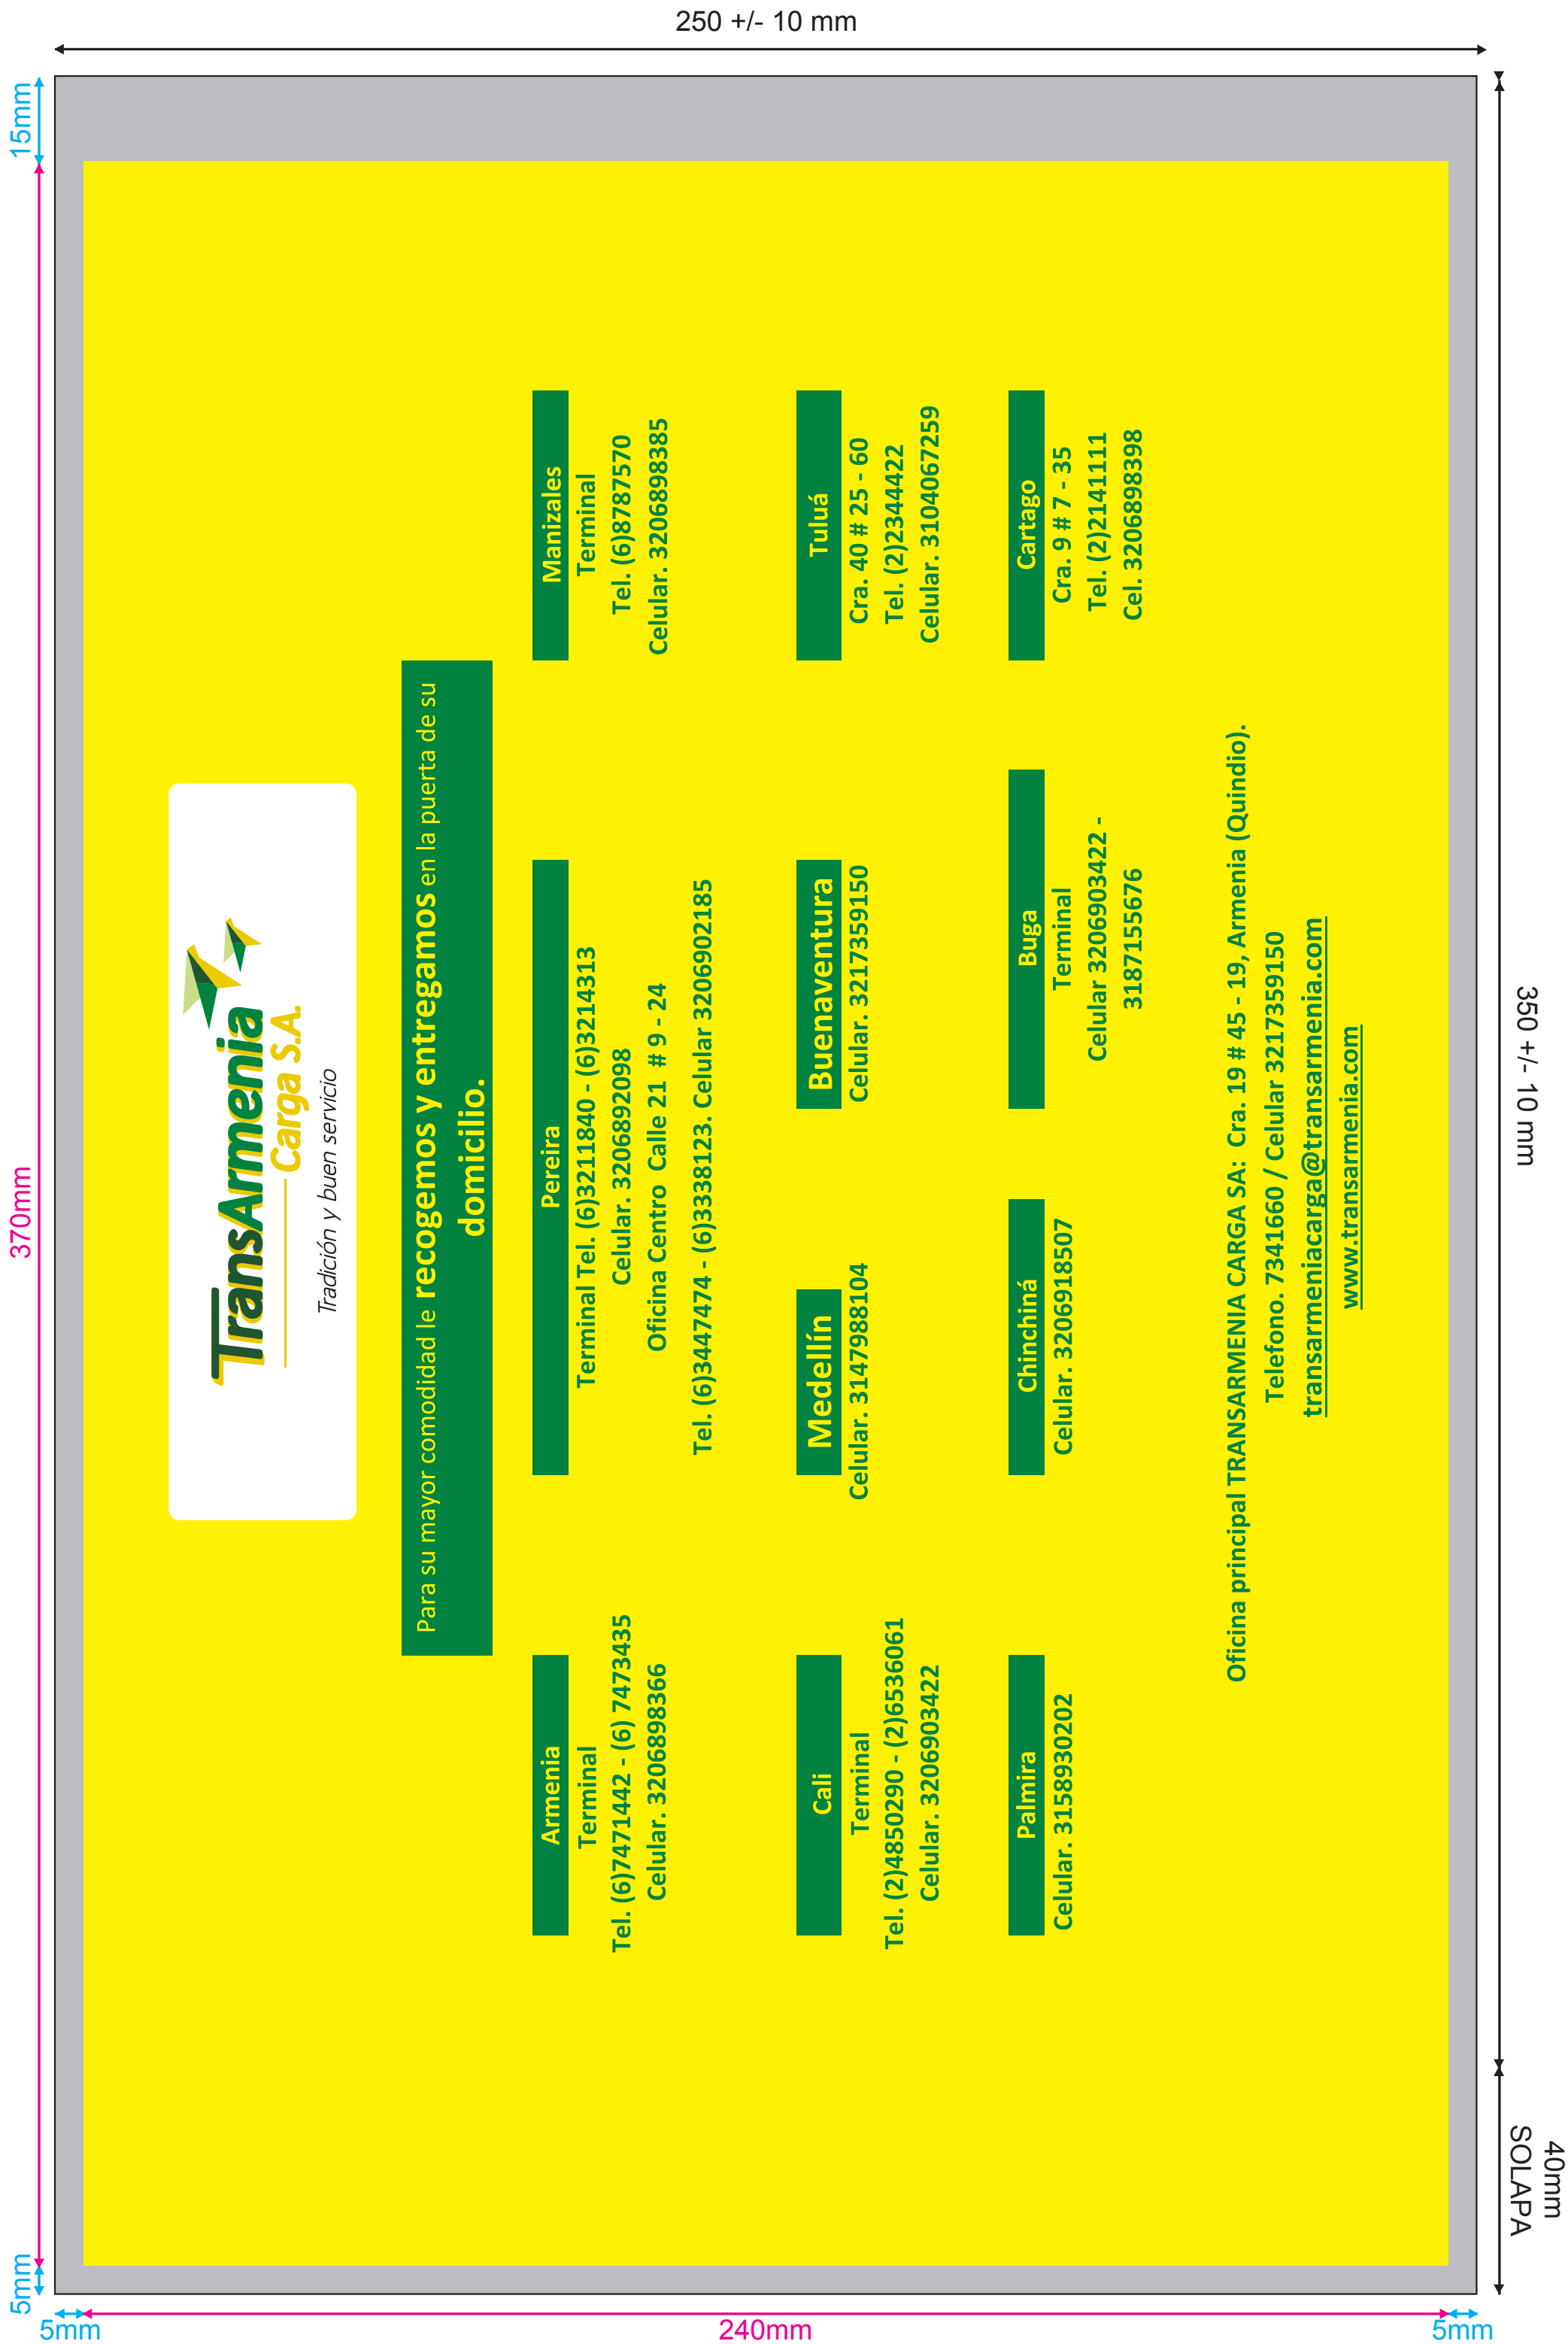 250 +/- 10 mm
15mm
370mm
5mm
5mm
240mm
5mm
350 +/- 10 mm
40mm
SOLAPA
TransArmenia
Carga S.A.
Tradición y buen servicio
Para su mayor comodidad le recogemos y entregamos en la puerta de su
domicilio.
Armenia
Terminal
Tel. (6)7471442 - (6) 7473435
Celular. 3206898366
Pereira
Terminal Tel. (6)3211840 - (6)3214313
Celular. 3206892098
Oficina Centro Calle 21 # 9 - 24
Tel. (6)3447474 - (6)3338123. Celular 3206902185
Manizales
Terminal
Tel. (6)8787570
Celular. 3206898385
Cali
Terminal
Tel. (2)4850290 - (2)6536061
Celular. 3206903422
Medellín
Celular. 3147988104
Buenaventura
Celular. 3217359150
Tuluá
Cra. 40 # 25 - 60
Tel. (2)2344422
Celular. 3104067259
Palmira
Celular. 3158930202
Chinchiná
Celular. 3206918507
Buga
Terminal
Celular 3206903422 -
3187155676
Cartago
Cra. 9 # 7 - 35
Tel. (2)2141111
Cel. 3206898398
Oficina principal TRANSARMENIA CARGA SA: Cra. 19 # 45 - 19, Armenia (Quindio).
Telefono. 7341660 / Celular 3217359150
transarmeniacarga@transarmenia.com
www.transarmenia.com